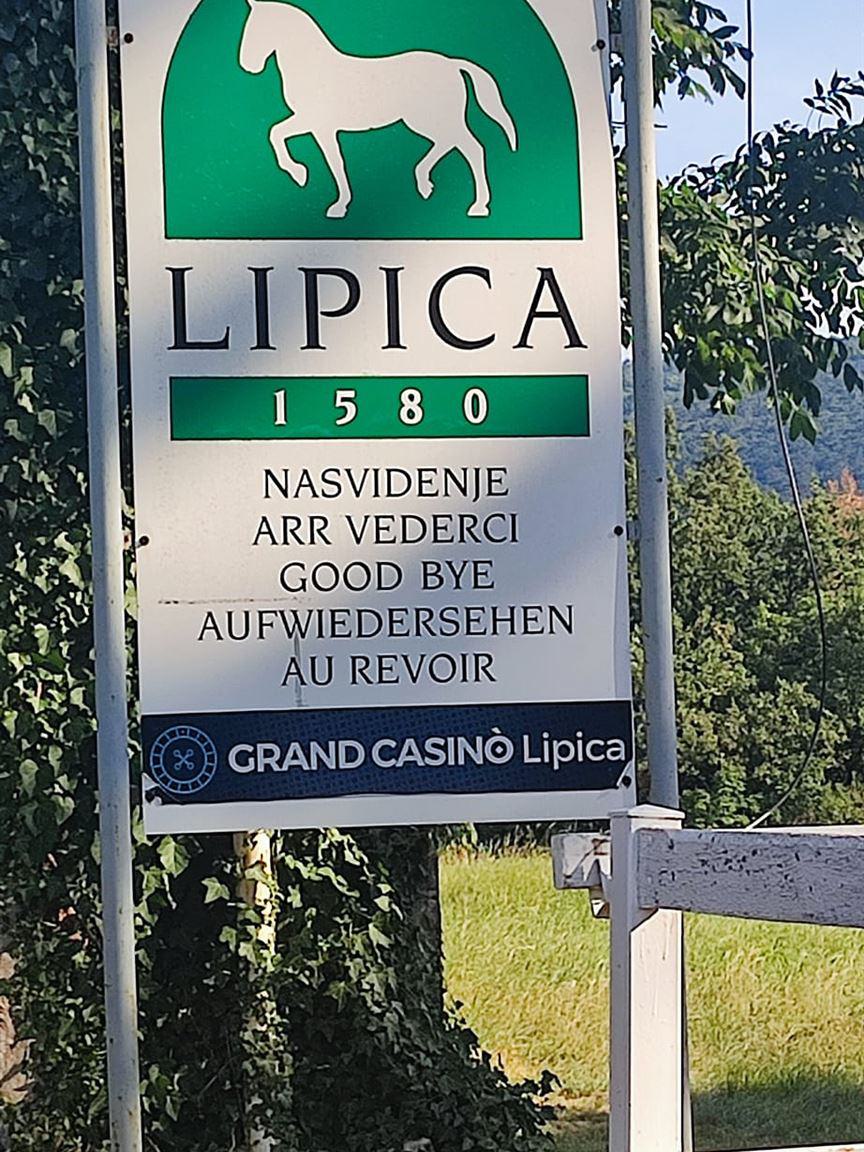 LIPICA
1580
NASVIDENJE
ARR VEDERCI
GOOD BYE
AUFWIEDERSEHEN
AU REVOIR
GRAND CASINÒ Lipica